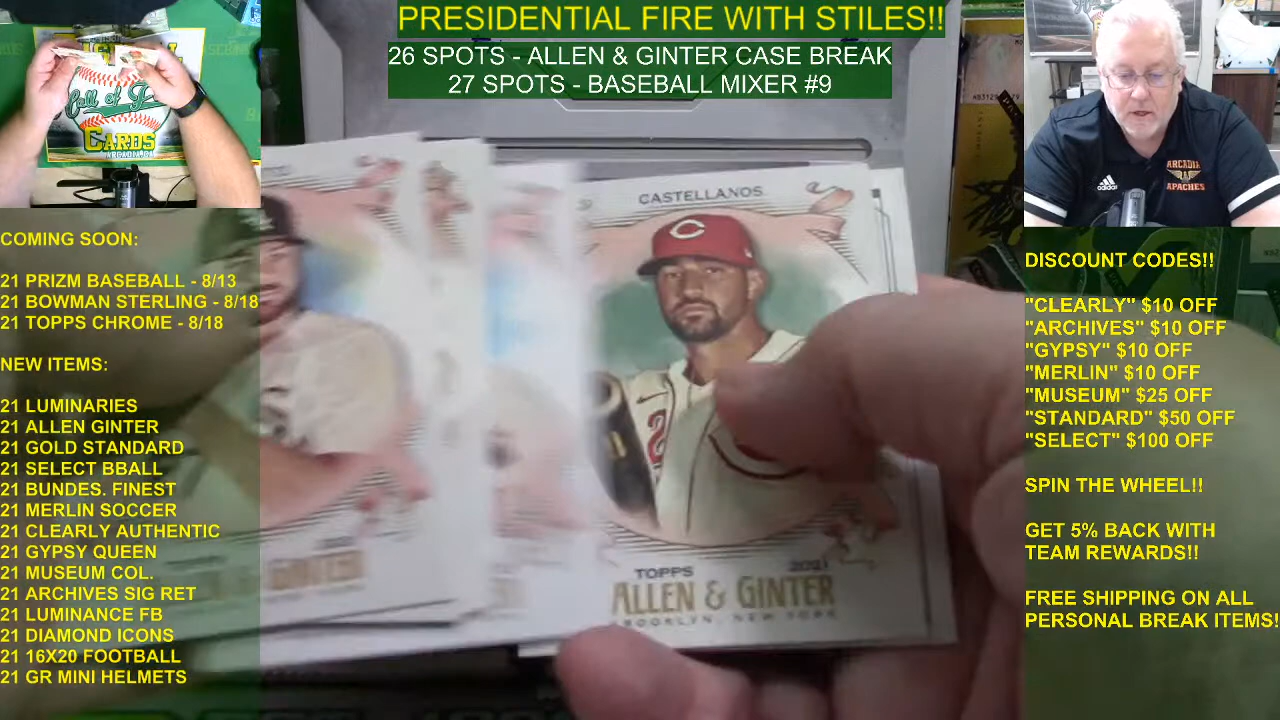 PRESIDENTIAL FIRE WITH STILES!!
26 SPOTS - ALLEN & GINTER CASE BREAK
27 SPOTS - BASEBALL MIXER #9
Hall of
CARDS
COMING SOON:
21 PRIZM BASEBALL - 8/13
21 BOWMAN STERLING - 8/18
21 TOPPS CHROME - 8/18
NEW ITEMS:
21 LUMINARIES
21 ALLEN GINTER
21 GOLD STANDARD
21 SELECT BBALL
21 BUNDES. FINEST
21 MERLIN SOCCER
21 CLEARLY AUTHENTIC
21 GYPSY QUEEN
21 MUSEUM COL.
21 ARCHIVES SIG RET
21 LUMINANCE FB
21 DIAMOND ICONS
21 16X20 FOOTBALL
21 GR MINI HELMETS
CASTELLANOS
TOPPS 2021
ALLEN & GINTER
BROOKLYN, NEW YORK
& GINTER
ARCADIA
APACHES
adidas
DISCOUNT CODES!!
"CLEARLY" $10 OFF
"ARCHIVES" $10 OFF
"GYPSY" $10 OFF
"MERLIN" $10 OFF
"MUSEUM" $25 OFF
"STANDARD" $50 OFF
"SELECT" $100 OFF
SPIN THE WHEEL!!
GET 5% BACK WITH
TEAM REWARDS!!
FREE SHIPPING ON ALL
PERSONAL BREAK ITEMS!